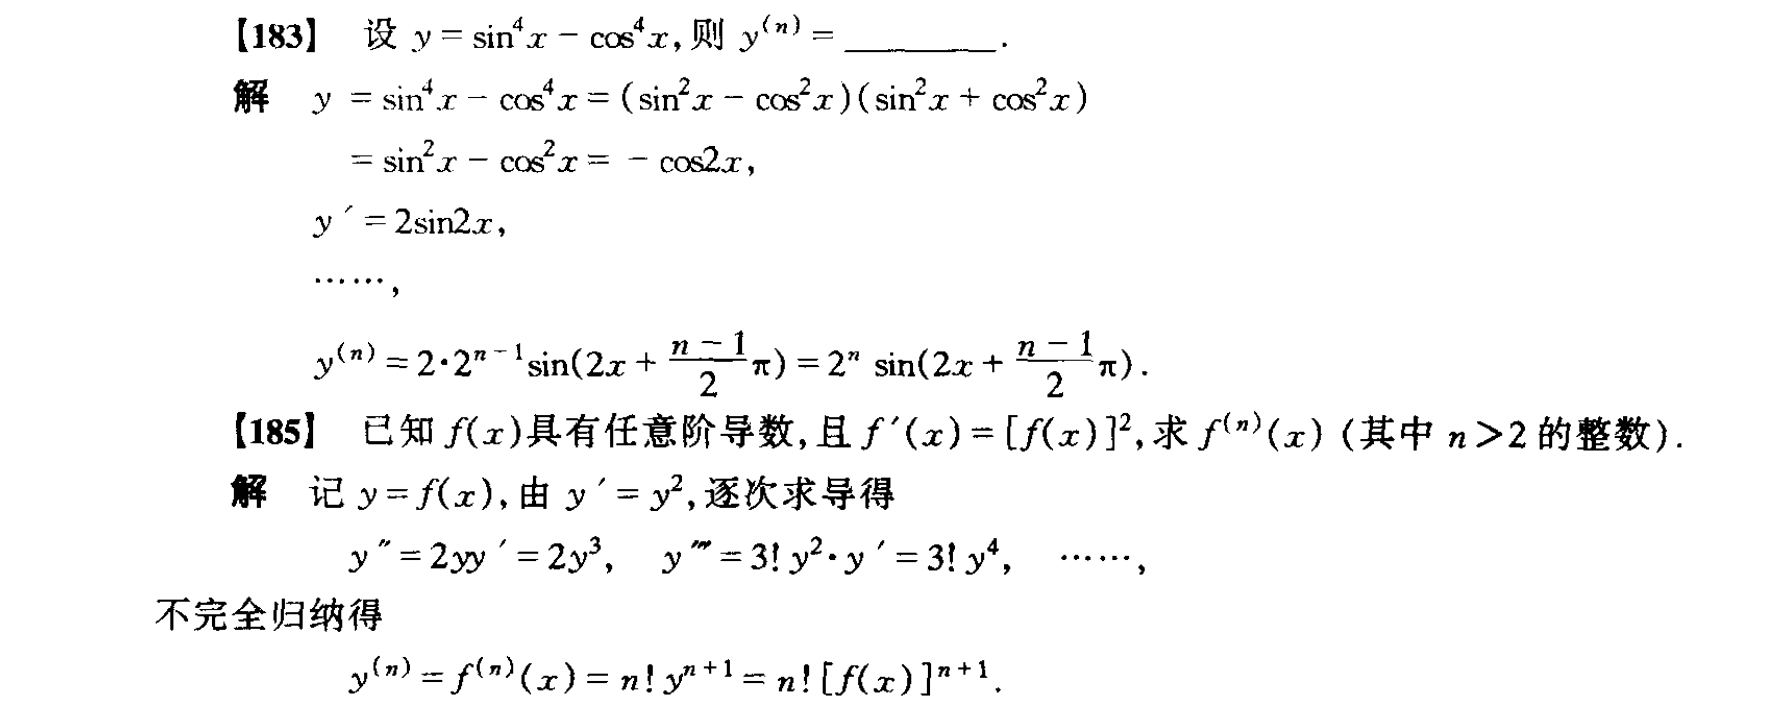 【183】 设 y = sin⁴x − cos⁴x,则 y⁽ⁿ⁾ = ________.
解 y = sin⁴x − cos⁴x = (sin²x − cos²x)(sin²x + cos²x)
= sin²x − cos²x = − cos2x,
y′ = 2sin2x,
……,
y⁽ⁿ⁾ = 2·2ⁿ⁻¹sin(2x + \frac{n−1}{2}π) = 2ⁿ sin(2x + \frac{n−1}{2}π).
【185】 已知 f(x)具有任意阶导数,且 f′(x) = [f(x)]²,求 f⁽ⁿ⁾(x) (其中 n>2 的整数).
解 记 y = f(x),由 y′ = y²,逐次求导得
y″ = 2yy′ = 2y³, y‴ = 3! y²·y′ = 3! y⁴, ……,
不完全归纳得
y⁽ⁿ⁾ = f⁽ⁿ⁾(x) = n! yⁿ⁺¹ = n! [f(x)]ⁿ⁺¹.